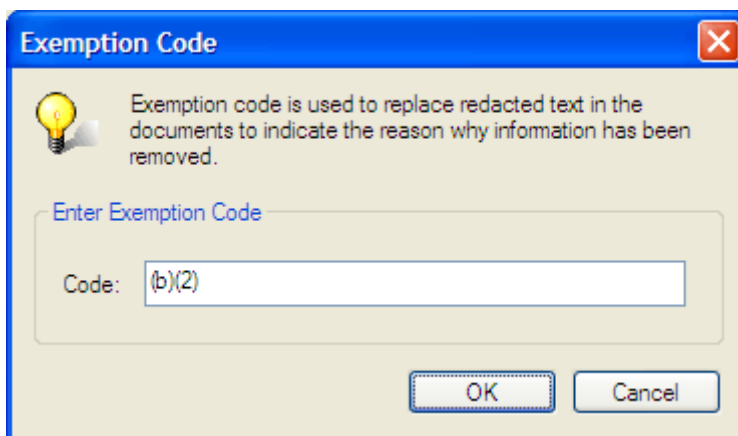 Exemption Code
Exemption code is used to replace redacted text in the
documents to indicate the reason why information has been
removed.
Enter Exemption Code
Code: (b)(2)
OK Cancel